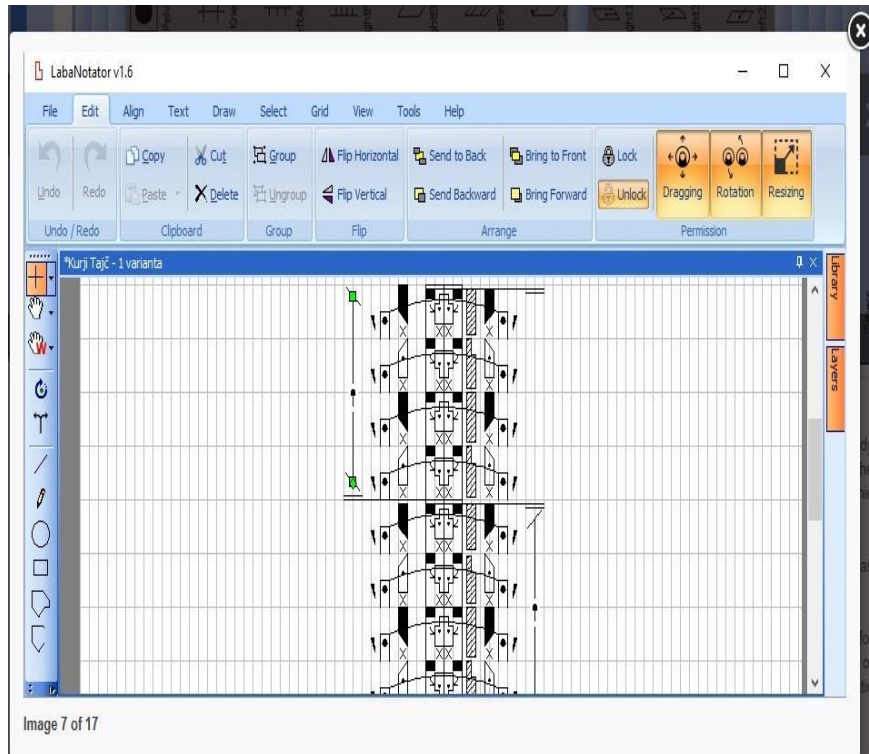 LabaNotator v1.6
File Edit Align Text Draw Select Grid View Tools Help
Copy Cut Group Flip Horizontal Send to Back Bring to Front Lock
Undo Redo Paste Delete Ungroup Flip Vertical Send Backward Bring Forward Unlock Dragging Rotation Resizing
Undo / Redo Clipboard Group Flip Arrange Permission
*Kurji Tajč - 1 varianta
Library
Layers
Image 7 of 17